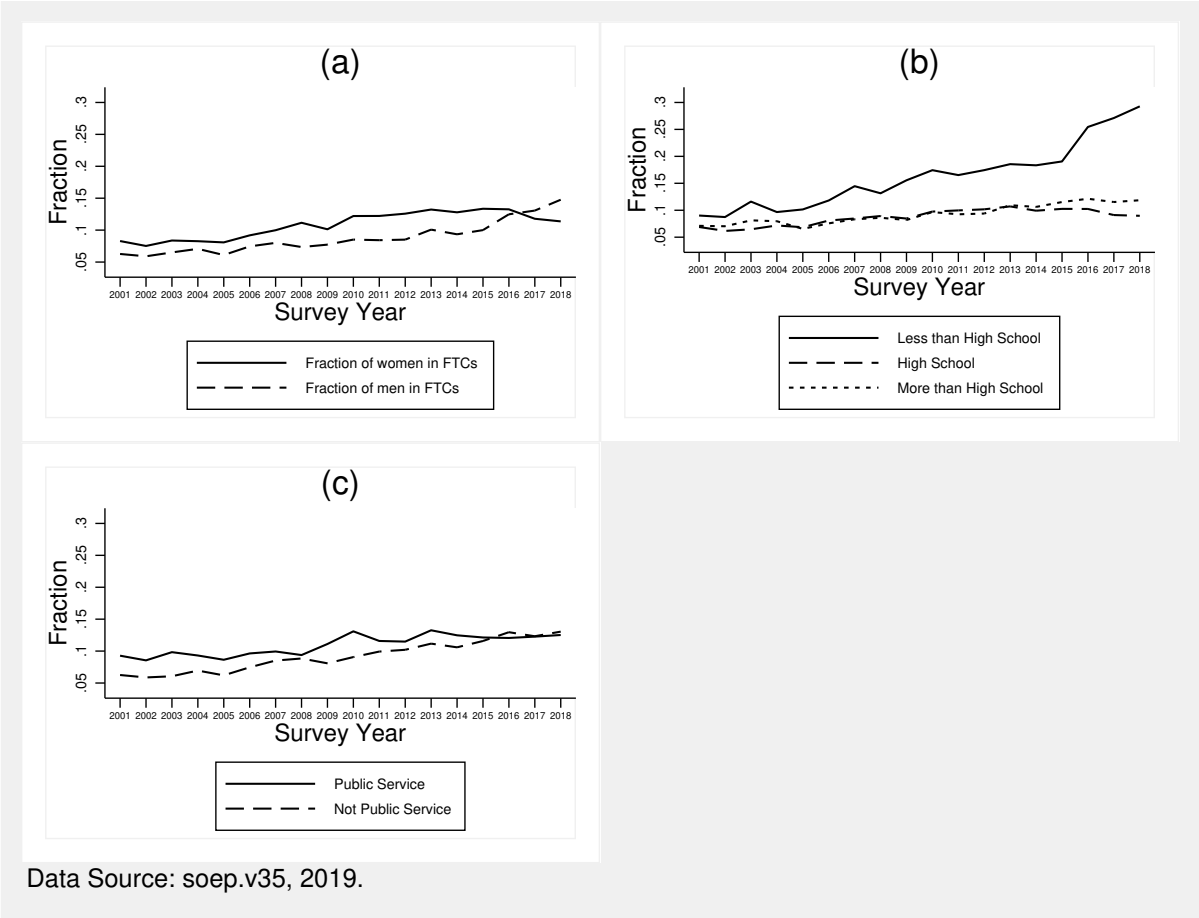 (a)
Fraction
.3
.25
.2
.15
.1
.05
2001 2002 2003 2004 2005 2006 2007 2008 2009 2010 2011 2012 2013 2014 2015 2016 2017 2018
Survey Year
Fraction of women in FTCs
Fraction of men in FTCs
(b)
Fraction
.3
.25
.2
.15
.1
.05
2001 2002 2003 2004 2005 2006 2007 2008 2009 2010 2011 2012 2013 2014 2015 2016 2017 2018
Survey Year
Less than High School
High School
More than High School
(c)
Fraction
.3
.25
.2
.15
.1
.05
2001 2002 2003 2004 2005 2006 2007 2008 2009 2010 2011 2012 2013 2014 2015 2016 2017 2018
Survey Year
Public Service
Not Public Service
Data Source: soep.v35, 2019.